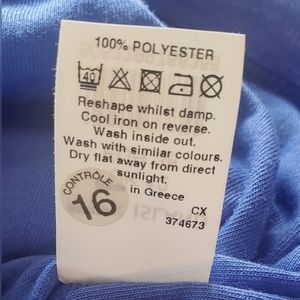 100% POLYESTER
40
Reshape whilst damp.
Cool iron on reverse.
Wash inside out.
Wash with similar colours.
Dry flat away from direct
sunlight.
in Greece
CONTRÔLE
16
CX
374673